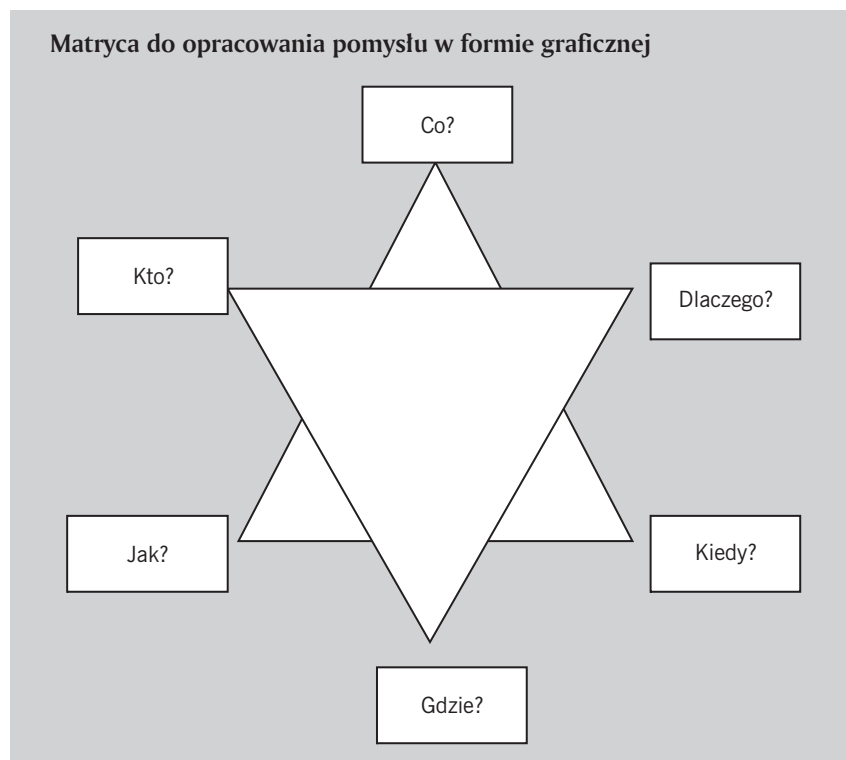 Matryca do opracowania pomysłu w formie graficznej
Co?
Kto?
Dlaczego?
Jak?
Kiedy?
Gdzie?